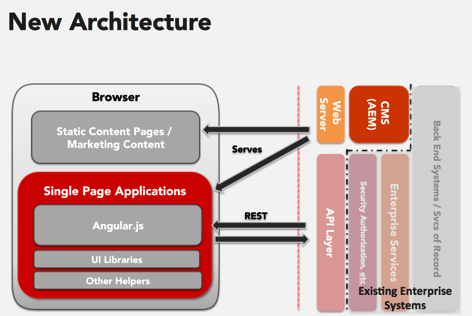 New Architecture
Browser
Static Content Pages /
Marketing Content
Single Page Applications
Angular.js
UI Libraries
Other Helpers
Serves
REST
Web
Server
CMS
(AEM)
API Layer
Security Authorization, etc
Enterprise Services
Back End Systems / Svcs of Record
Existing Enterprise
Systems